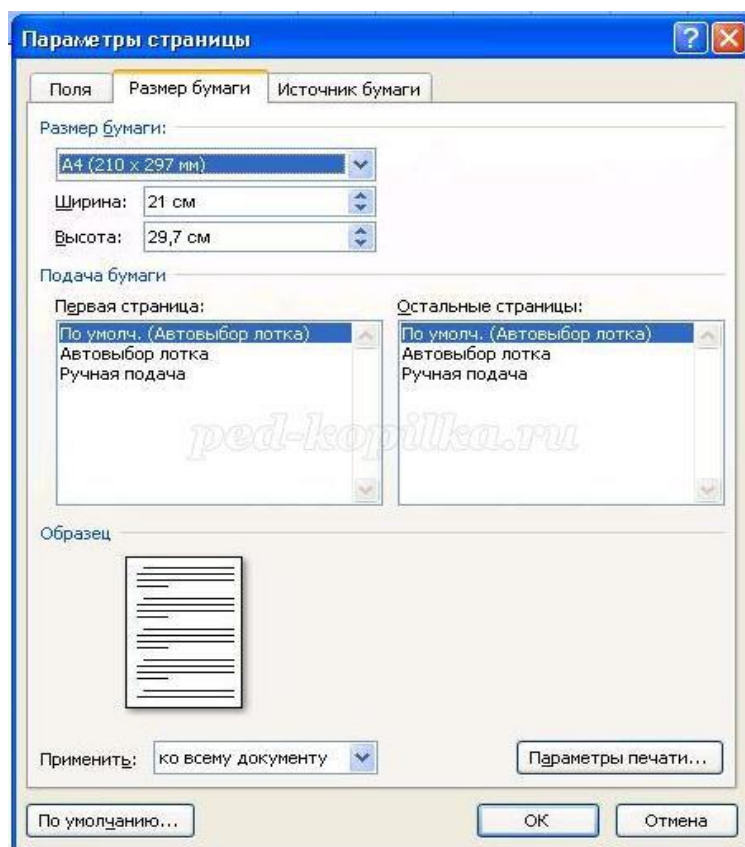 Параметры страницы
Поля Размер бумаги Источник бумаги
Размер бумаги:
A4 (210 x 297 мм)
Ширина: 21 см
Высота: 29,7 см
Подача бумаги
Первая страница: Остальные страницы:
По умолч. (Автовыбор лотка) По умолч. (Автовыбор лотка)
Автовыбор лотка Автовыбор лотка
Ручная подача Ручная подача
ped-kopilka.ru
Образец
Применить: ко всему документу Параметры печати...
По умолчанию... ОК Отмена